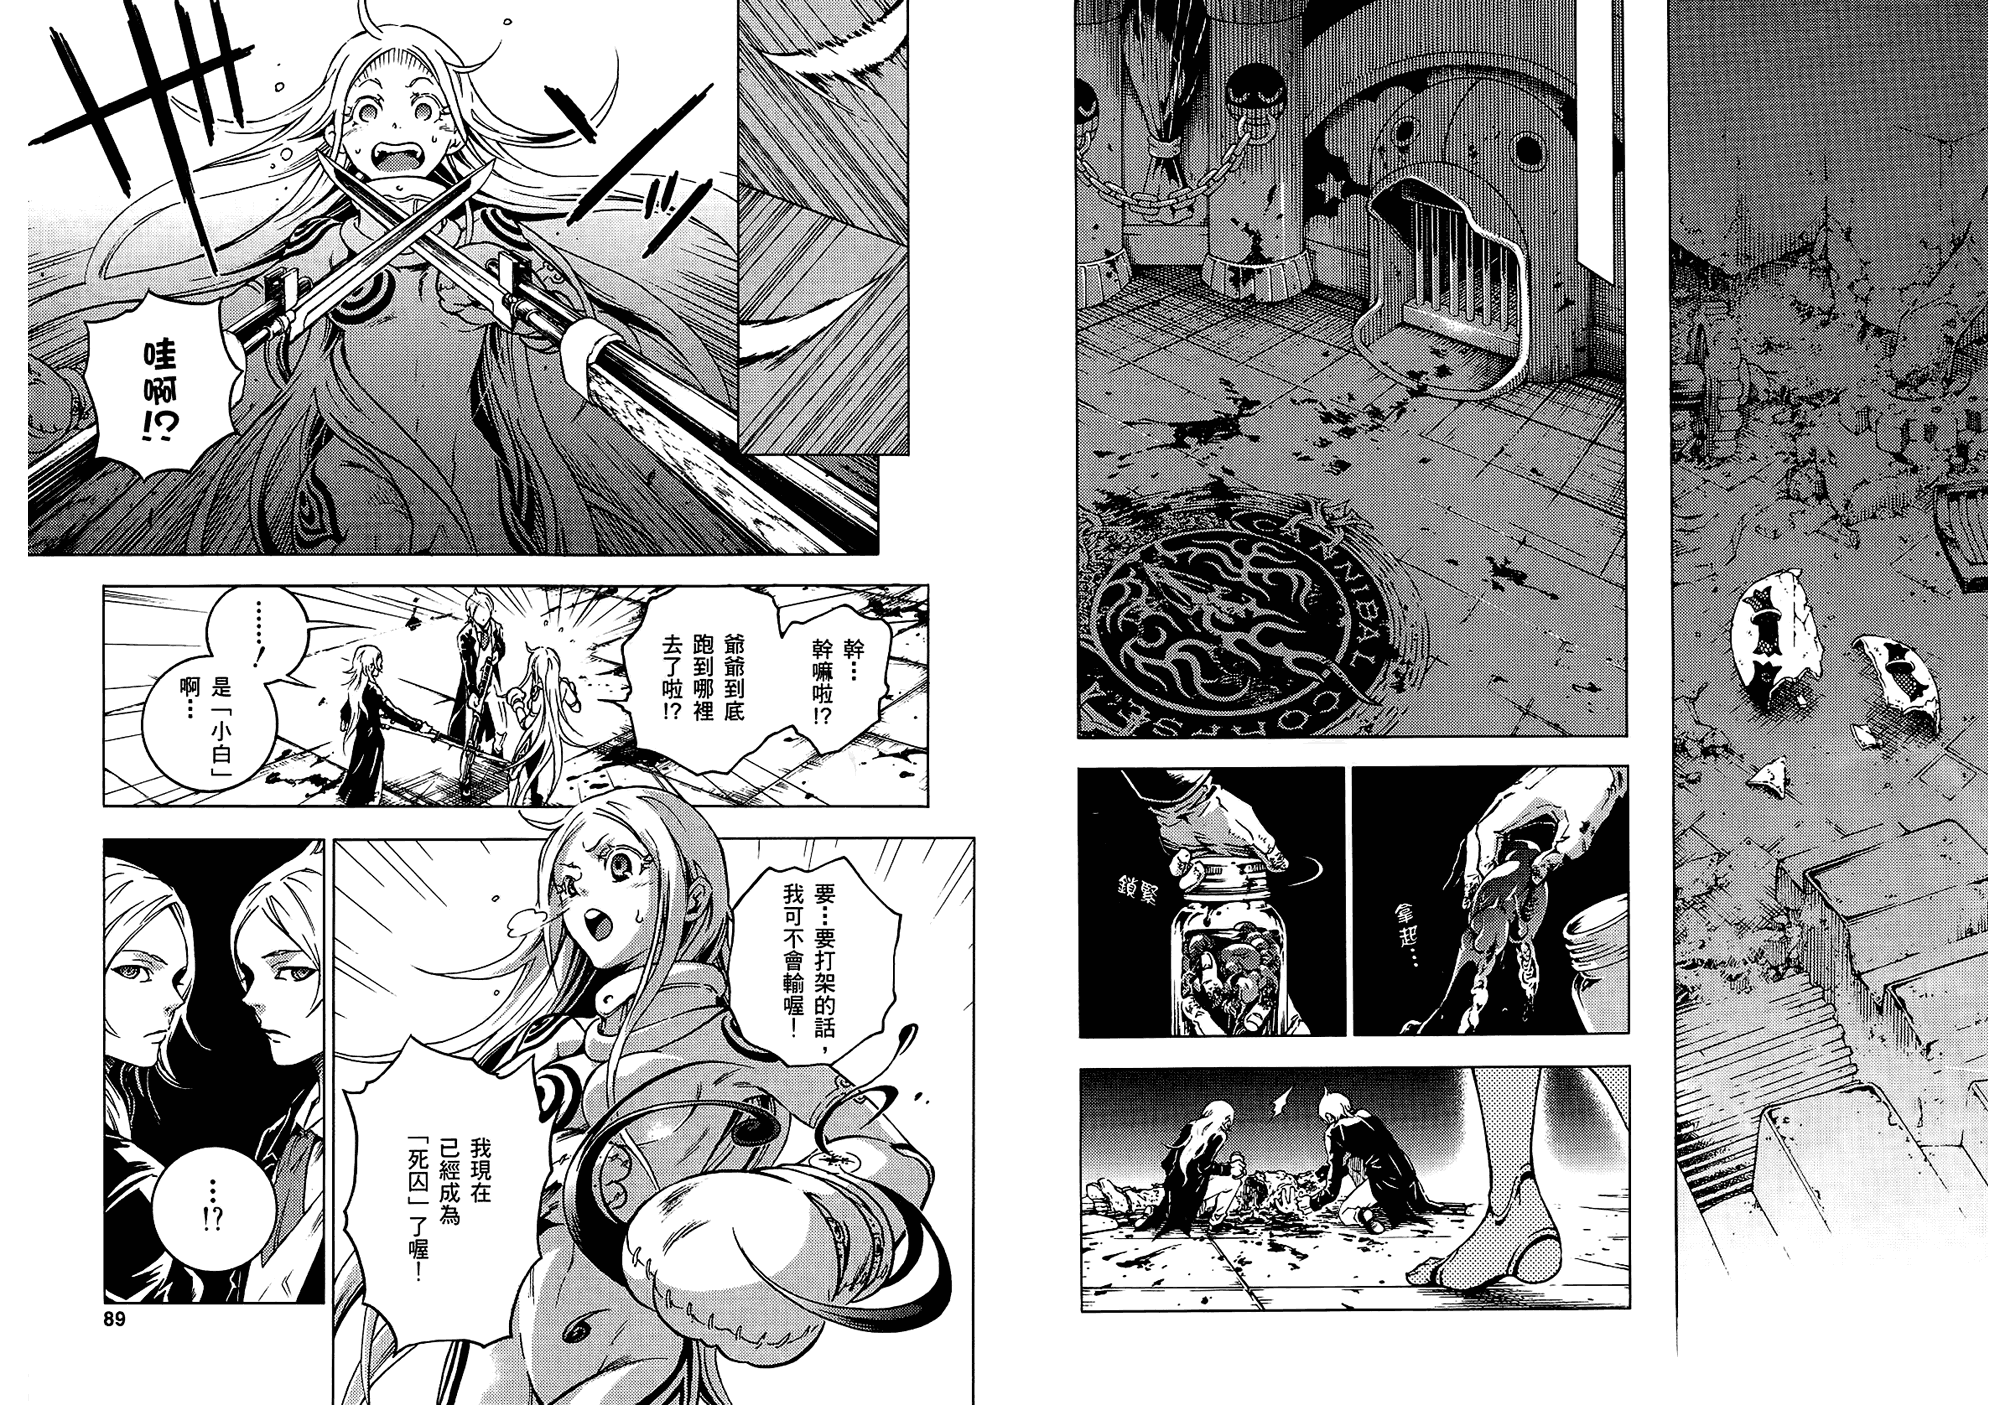 CANNIBAL
CORPSE
拿起…
鎖緊
哇啊!?
幹…
幹嘛啦!?
爺爺到底
跑到哪裡
去了啦!?
……!
是「小白」
啊…
要…要打架的話，
我可不會輸喔！
我現在
已經成為
「死囚」了喔！
…!?
89